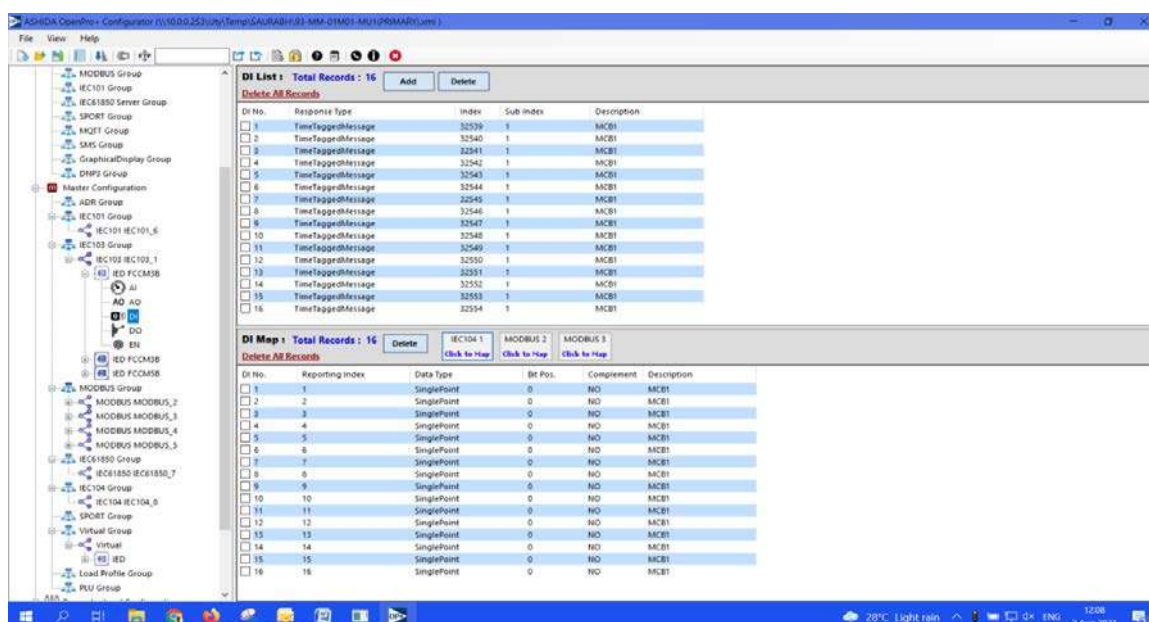 ASHIDA OpenPro+ Configurator (\\10.0.0.253\Uty\Temp\SAURABH\93-MM-01M01-MU1(PRIMARY).xml )
File View Help
MODBUS Group
IEC101 Group
IEC61850 Server Group
SPORT Group
MQTT Group
SMS Group
GraphicalDisplay Group
DNP3 Group
Master Configuration
ADR Group
IEC101 Group
IEC101 IEC101_6
IEC103 Group
IEC103 IEC103_1
IED FCCM3B
AI
AO AO
DI
DO
EN
IED FCCM3B
IED FCCM5B
MODBUS Group
MODBUS MODBUS_2
MODBUS MODBUS_3
MODBUS MODBUS_4
MODBUS MODBUS_5
IEC61850 Group
IEC61850 IEC61850_7
IEC104 Group
IEC104 IEC104_8
SPORT Group
Virtual Group
Virtual
IED
Load Profile Group
PLU Group
DI List : Total Records : 16 Add Delete
Delete All Records
DI No. Response Type Index Sub Index Description
1 TimeTaggedMessage 32539 1 MCB1
2 TimeTaggedMessage 32540 1 MCB1
3 TimeTaggedMessage 32541 1 MCB1
4 TimeTaggedMessage 32542 1 MCB1
5 TimeTaggedMessage 32543 1 MCB1
6 TimeTaggedMessage 32544 1 MCB1
7 TimeTaggedMessage 32545 1 MCB1
8 TimeTaggedMessage 32546 1 MCB1
9 TimeTaggedMessage 32547 1 MCB1
10 TimeTaggedMessage 32548 1 MCB1
11 TimeTaggedMessage 32549 1 MCB1
12 TimeTaggedMessage 32550 1 MCB1
13 TimeTaggedMessage 32551 1 MCB1
14 TimeTaggedMessage 32552 1 MCB1
15 TimeTaggedMessage 32553 1 MCB1
16 TimeTaggedMessage 32554 1 MCB1
DI Map : Total Records : 16 Delete IEC104 1 MODBUS 2 MODBUS 3
Delete All Records Click to Map Click to Map Click to Map
DI No. Reporting Index Data Type Bit Pos. Complement Description
1 1 SinglePoint 0 NO MCB1
2 2 SinglePoint 0 NO MCB1
3 3 SinglePoint 0 NO MCB1
4 4 SinglePoint 0 NO MCB1
5 5 SinglePoint 0 NO MCB1
6 6 SinglePoint 0 NO MCB1
7 7 SinglePoint 0 NO MCB1
8 8 SinglePoint 0 NO MCB1
9 9 SinglePoint 0 NO MCB1
10 10 SinglePoint 0 NO MCB1
11 11 SinglePoint 0 NO MCB1
12 12 SinglePoint 0 NO MCB1
13 13 SinglePoint 0 NO MCB1
14 14 SinglePoint 0 NO MCB1
15 15 SinglePoint 0 NO MCB1
16 16 SinglePoint 0 NO MCB1
28°C Light rain ENG 12:08